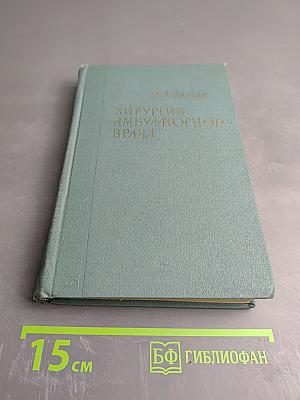 ХИРУРГИЯ
АМБУЛАТОРНОГО
ВРАЧА
15 см
БФ ГИБЛИОФАН